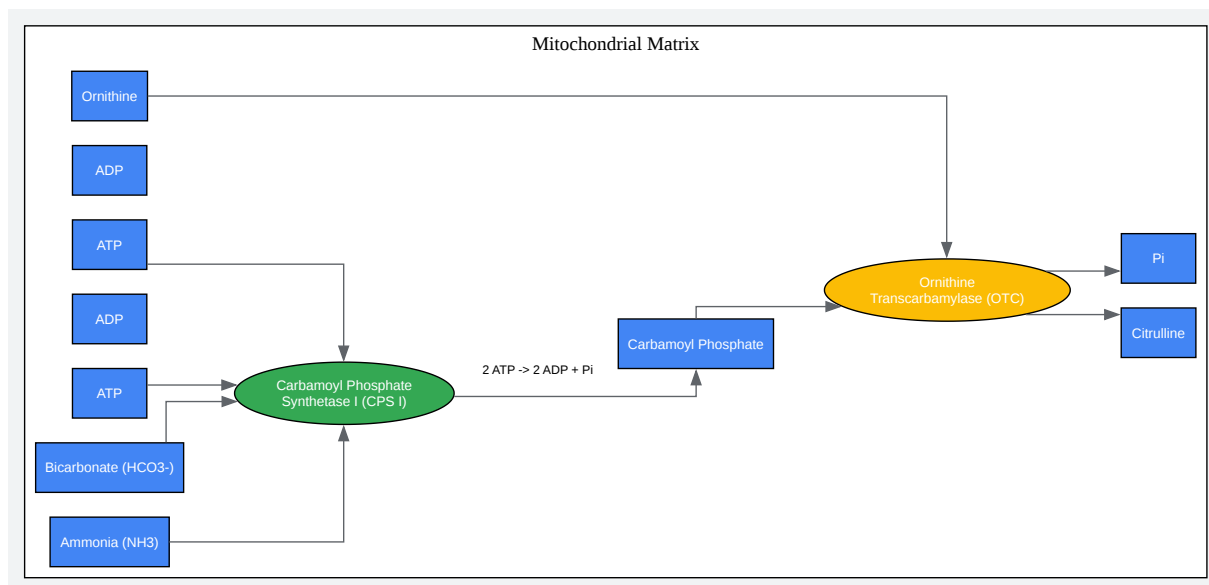 Mitochondrial Matrix
Ornithine
ADP
ATP
ADP
ATP
Bicarbonate (HCO3-)
Ammonia (NH3)
Carbamoyl Phosphate
Synthetase I (CPS I)
2 ATP -> 2 ADP + Pi
Carbamoyl Phosphate
Ornithine
Transcarbamylase (OTC)
Pi
Citrulline